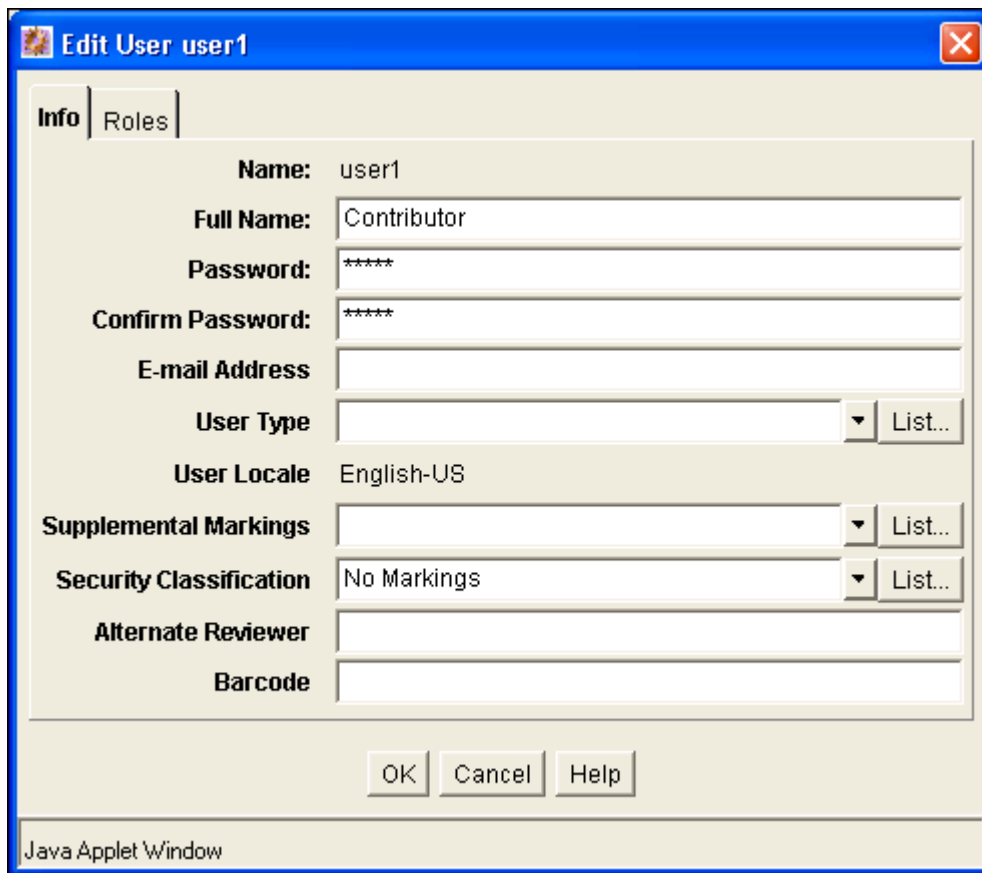 Edit User user1
Info Roles
Name: user1
Full Name: Contributor
Password: *****
Confirm Password: *****
E-mail Address
User Type List...
User Locale English-US
Supplemental Markings List...
Security Classification No Markings List...
Alternate Reviewer
Barcode
OK Cancel Help
Java Applet Window